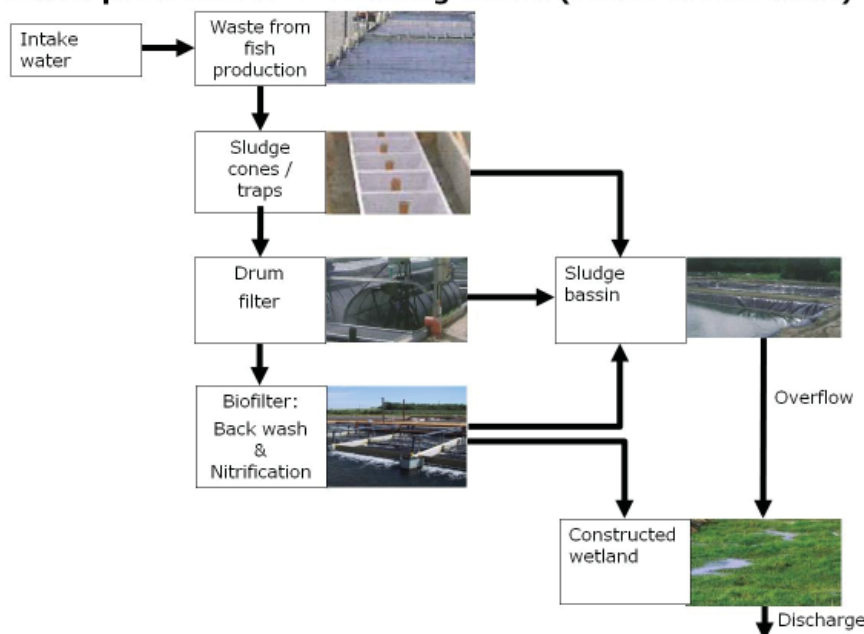 Intake
water
Waste from
fish
production
Sludge
cones /
traps
Drum
filter
Sludge
bassin
Biofilter:
Back wash
&
Nitrification
Overflow
Constructed
wetland
Discharge